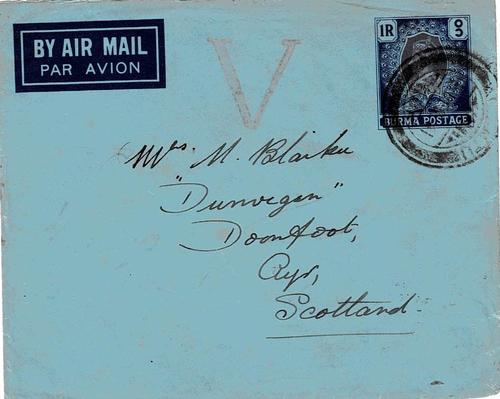 BY AIR MAIL
PAR AVION
V
1R
BURMA POSTAGE
Mrs. M. Blaikie
"Dunvegan"
Doonfoot,
Ayr,
Scotland.